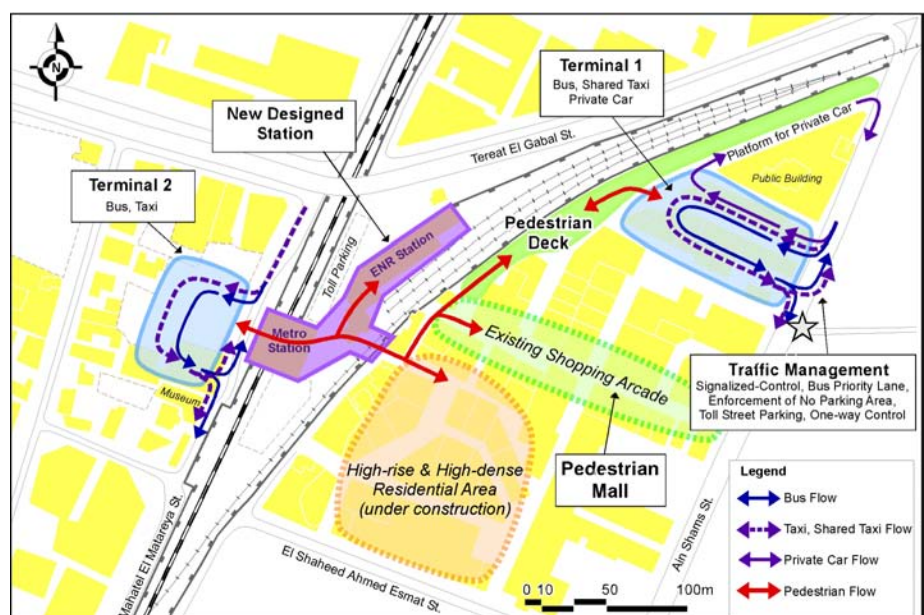 N
Terminal 1
Bus, Shared Taxi
Private Car
New Designed
Station
Tereat El Gabal St.
Platform for Private Car
Public Building
Terminal 2
Bus, Taxi
Pedestrian
Deck
Toll Parking
ENR Station
Metro
Station
Existing Shopping Arcade
Museum
Traffic Management
Signalized-Control, Bus Priority Lane,
Enforcement of No Parking Area,
Toll Street Parking, One-way Control
High-rise & High-dense
Residential Area
(under construction)
Pedestrian
Mall
Mahatel El Matareya St.
El Shaheed Ahmed Esmat St.
Ain Shams St.
Legend
Bus Flow
Taxi, Shared Taxi Flow
Private Car Flow
Pedestrian Flow
0 10 50 100m